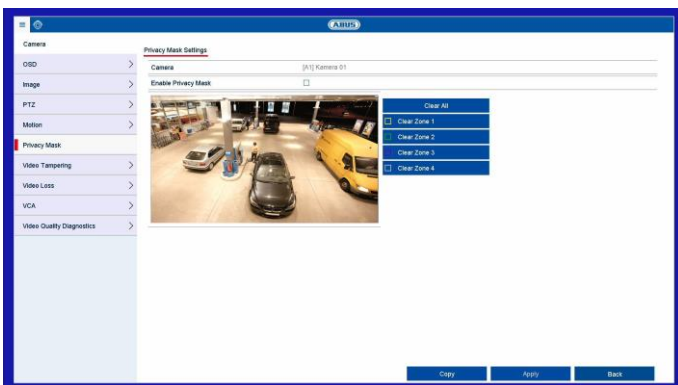 ABUS
Camera
OSD
Image
PTZ
Motion
Privacy Mask
Video Tampering
Video Loss
VCA
Video Quality Diagnostics
Privacy Mask Settings
Camera [A1] Kamera 01
Enable Privacy Mask
Clear All
Clear Zone 1
Clear Zone 2
Clear Zone 3
Clear Zone 4
Copy Apply Back